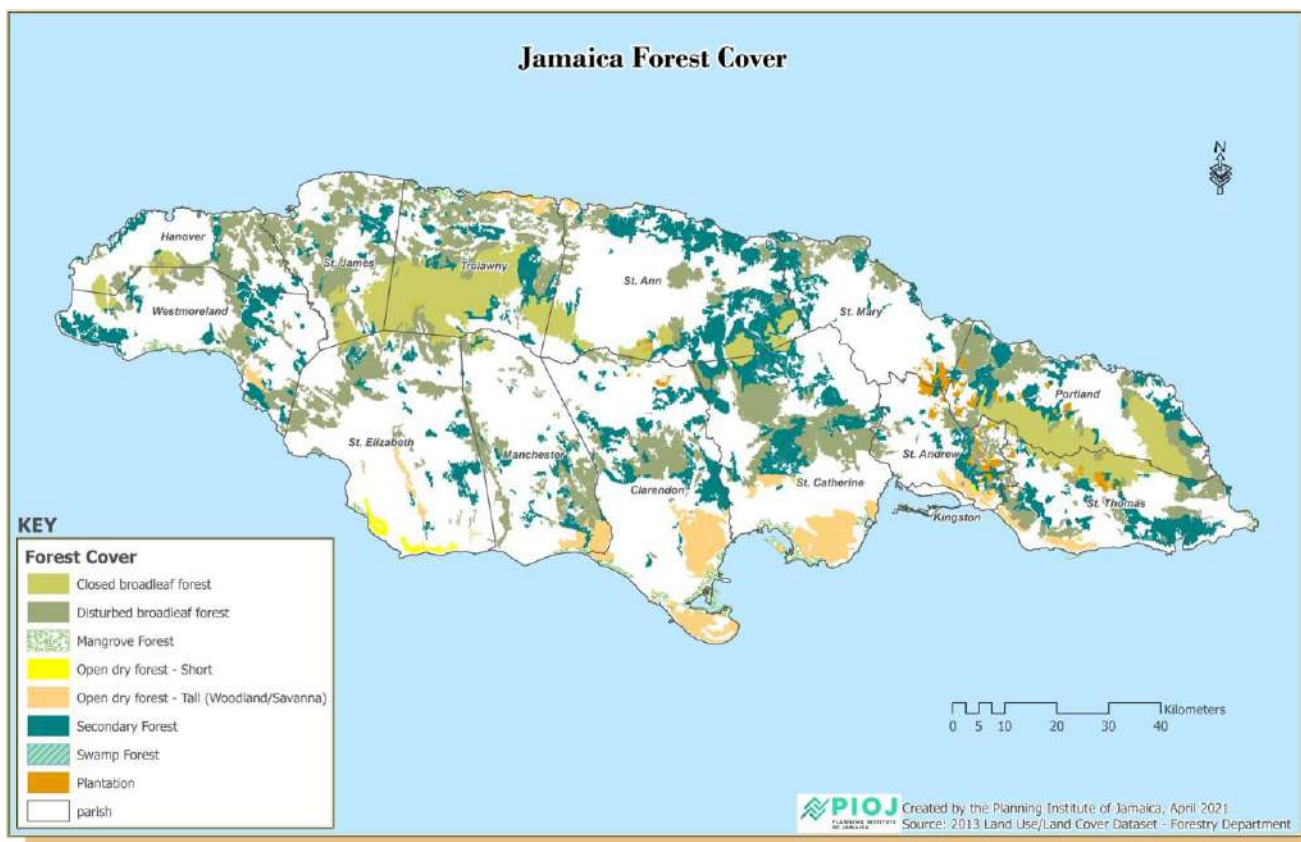 Jamaica Forest Cover
N
Hanover
St. James
Trelawny
St. Ann
Westmoreland
St. Mary
Portland
St. Elizabeth
Manchester
St. Andrew
Clarendon
St. Catherine
St. Thomas
Kingston
KEY
Forest Cover
Closed broadleaf forest
Disturbed broadleaf forest
Mangrove Forest
Open dry forest - Short
Open dry forest - Tall (Woodland/Savanna)
Secondary Forest
Swamp Forest
Plantation
parish
Kilometers
0 5 10 20 30 40
PIOJ
PLANNING INSTITUTE
OF JAMAICA
Created by the Planning Institute of Jamaica, April 2021
Source: 2013 Land Use/Land Cover Dataset - Forestry Department